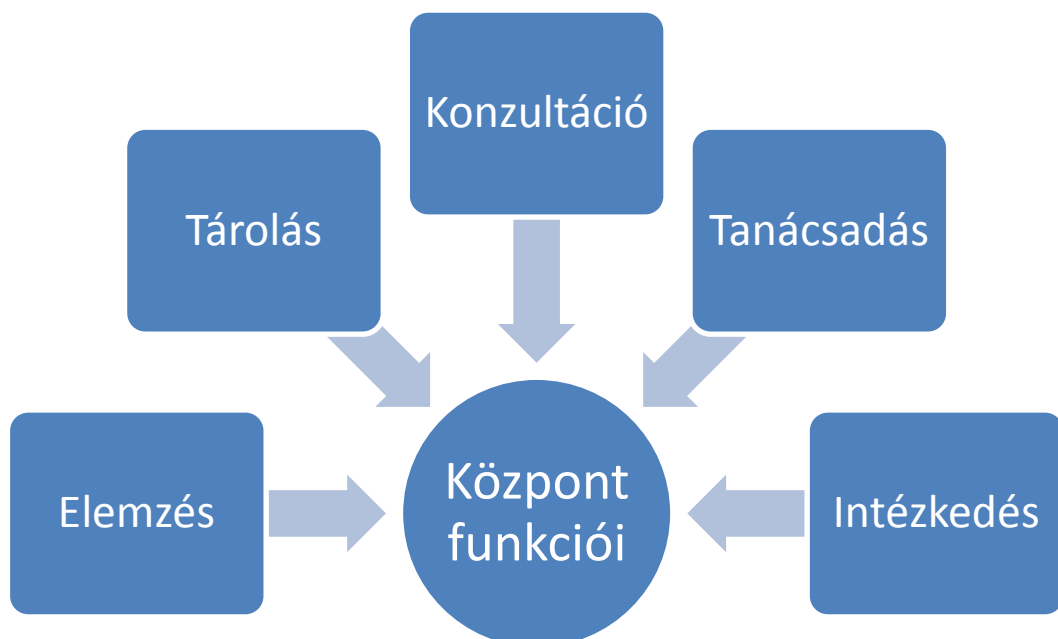 Konzultáció
Tárolás
Tanácsadás
Elemzés
Központ
funkciói
Intézkedés